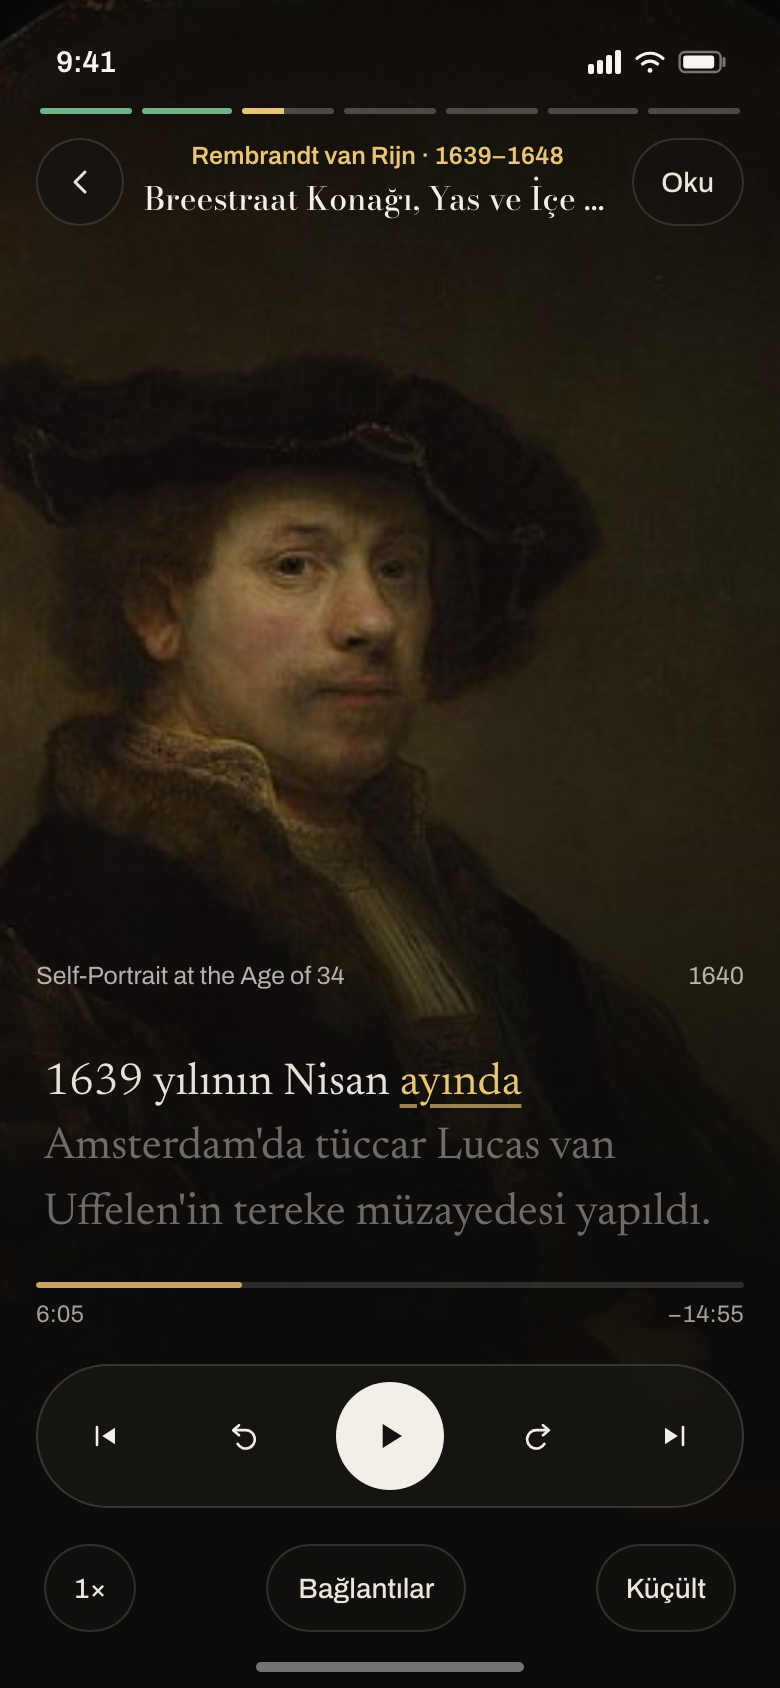 9:41
Rembrandt van Rijn · 1639–1648
Breestraat Konağı, Yas ve İçe ...
Oku
Self-Portrait at the Age of 34
1640
1639 yılının Nisan ayında
Amsterdam'da tüccar Lucas van
Uffelen'in tereke müzayedesi yapıldı.
6:05
−14:55
1×
Bağlantılar
Küçült